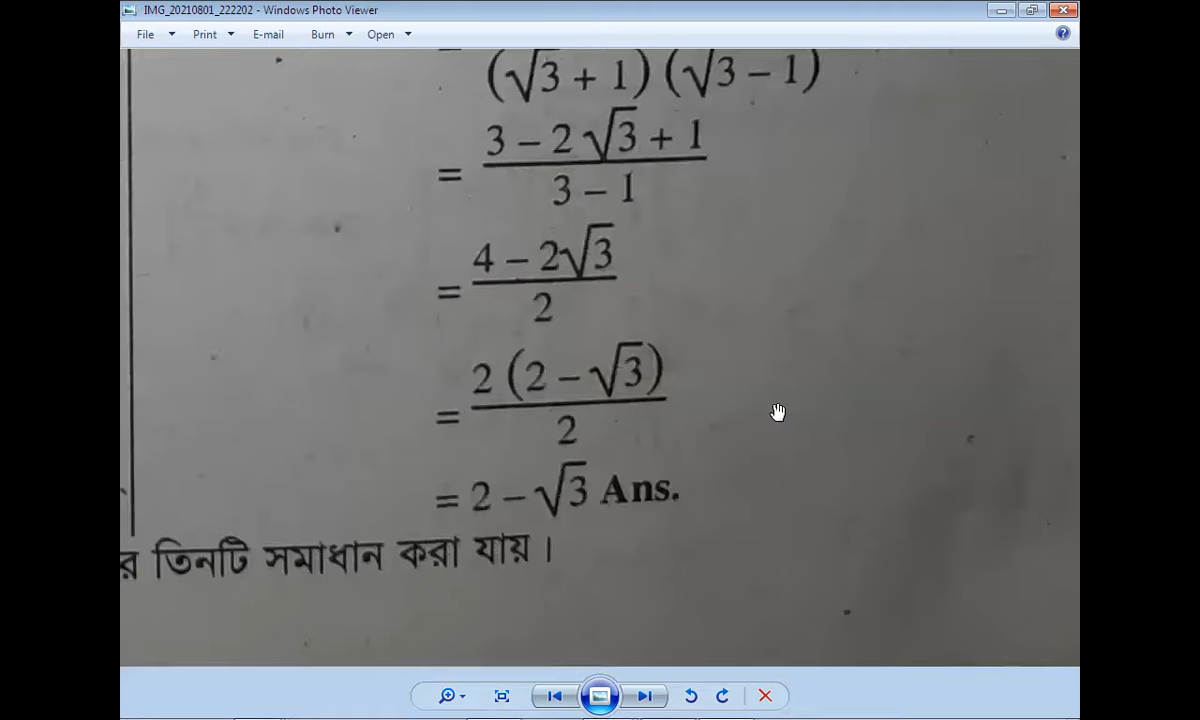 IMG_20210801_222202 - Windows Photo Viewer
File Print E-mail Burn Open
(√3 + 1) (√3 – 1)
= (3 – 2√3 + 1) / (3 – 1)
= (4 – 2√3) / 2
= 2 (2 – √3) / 2
= 2 – √3 Ans.
র তিনটি সমাধান করা যায়।